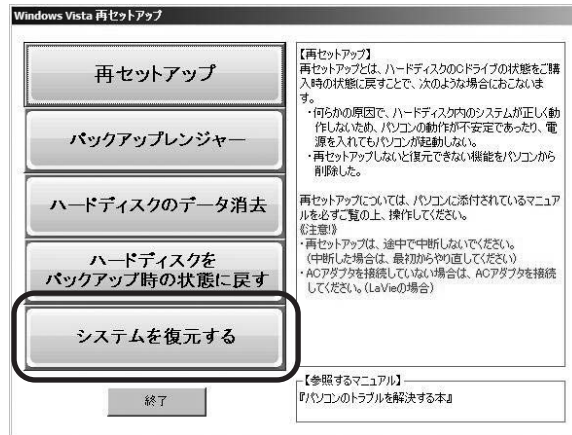 Windows Vista 再セットアップ
再セットアップ
バックアップレンジャー
ハードディスクのデータ消去
ハードディスクを
バックアップ時の状態に戻す
システムを復元する
終了
【再セットアップ】
再セットアップとは、ハードディスクのCドライブの状態をご購
入時の状態に戻すことで、次のような場合におこないま
す。
・何らかの原因で、ハードディスク内のシステムが正しく動
作しないため、パソコンの動作が不安定であったり、電
源を入れてもパソコンが起動しない。
・再セットアップしないと復元できない機能をパソコンから
削除した。
再セットアップについては、パソコンに添付されているマニュア
ルを必ずご覧の上、操作してください。
《注意!》
・再セットアップは、途中で中断しないでください。
(中断した場合は、最初からやり直してください)
・ACアダプタを接続していない場合は、ACアダプタを接続
してください。(LaVieの場合)
【参照するマニュアル】
『パソコンのトラブルを解決する本』